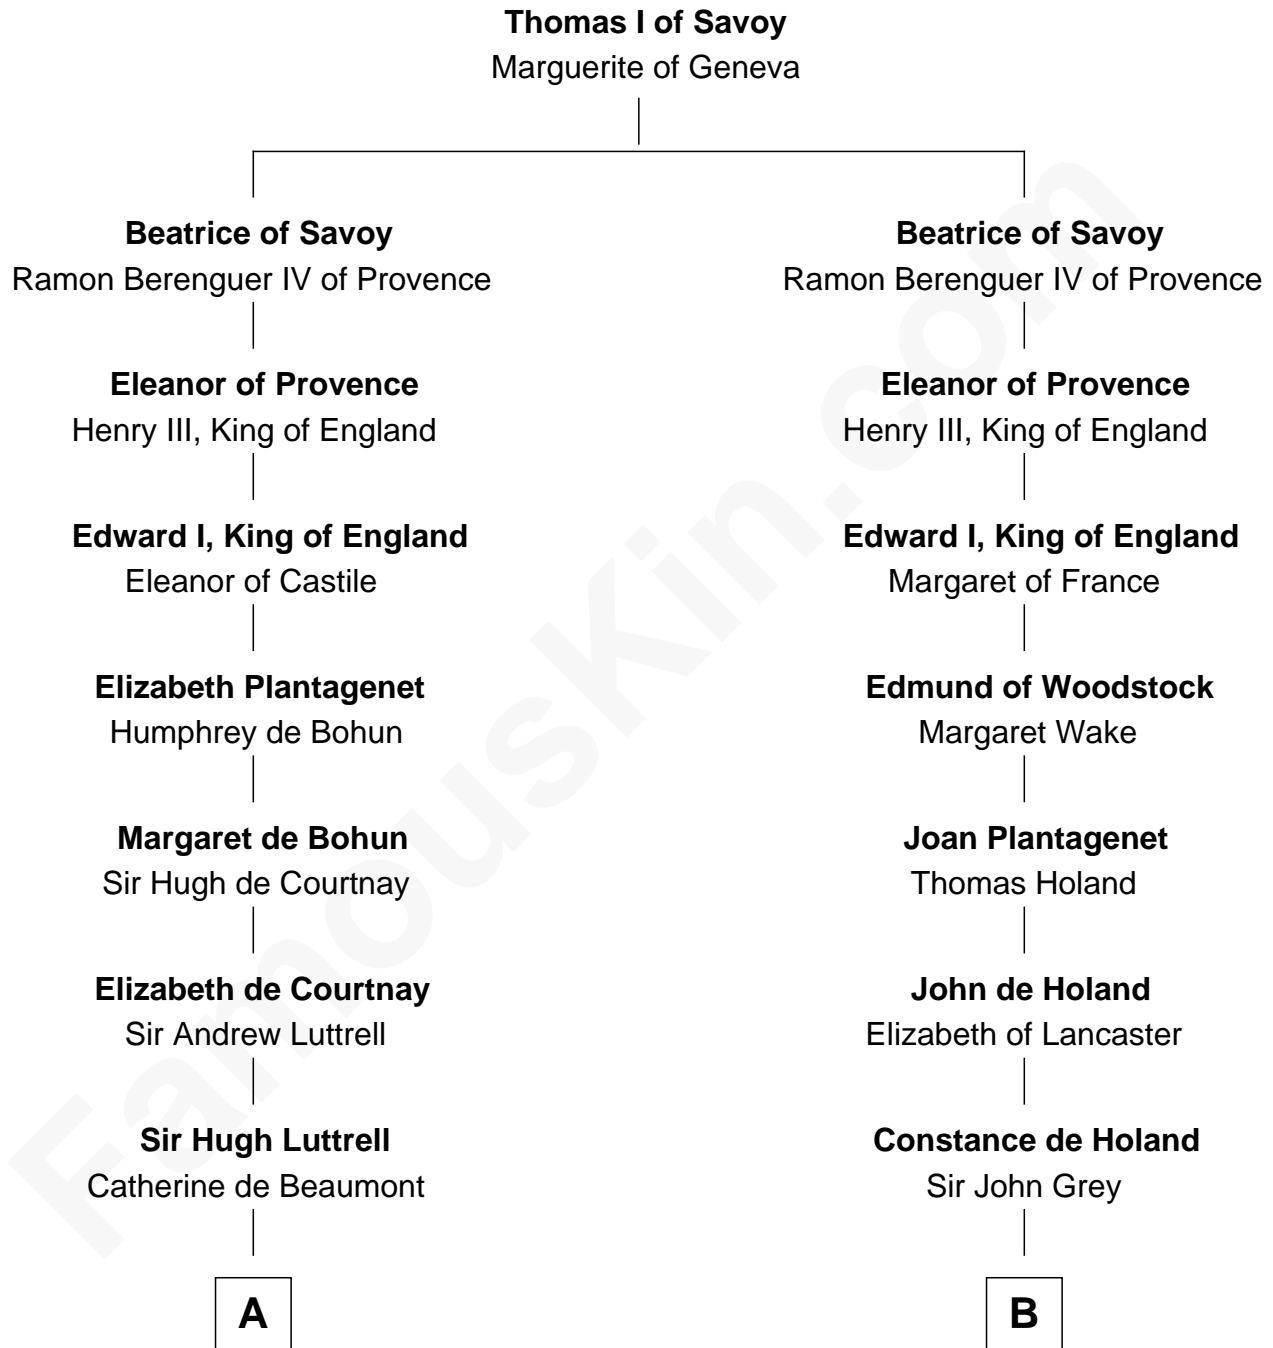 Thomas I of Savoy
Marguerite of Geneva
Beatrice of Savoy
Ramon Berenguer IV of Provence
Eleanor of Provence
Henry III, King of England
Edward I, King of England
Eleanor of Castile
Elizabeth Plantagenet
Humphrey de Bohun
Margaret de Bohun
Sir Hugh de Courtnay
Elizabeth de Courtnay
Sir Andrew Luttrell
Sir Hugh Luttrell
Catherine de Beaumont
A
Beatrice of Savoy
Ramon Berenguer IV of Provence
Eleanor of Provence
Henry III, King of England
Edward I, King of England
Margaret of France
Edmund of Woodstock
Margaret Wake
Joan Plantagenet
Thomas Holand
John de Holand
Elizabeth of Lancaster
Constance de Holand
Sir John Grey
B
FamousKin.com